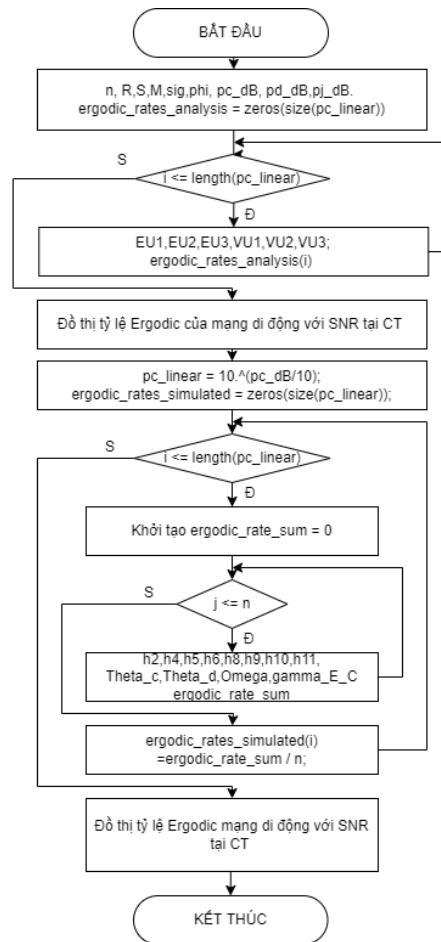 BẮT ĐẦU
n, R,S,M,sig,phi, pc_dB, pd_dB,pj_dB.
ergodic_rates_analysis = zeros(size(pc_linear))
S
i <= length(pc_linear)
Đ
EU1,EU2,EU3,VU1,VU2,VU3;
ergodic_rates_analysis(i)
Đồ thị tỷ lệ Ergodic của mạng di động với SNR tại CT
pc_linear = 10.^(pc_dB/10);
ergodic_rates_simulated = zeros(size(pc_linear));
S
i <= length(pc_linear)
Đ
Khởi tạo ergodic_rate_sum = 0
S
j <= n
Đ
h2,h4,h5,h6,h8,h9,h10,h11,
Theta_c,Theta_d,Omega,gamma_E_C
ergodic_rate_sum
ergodic_rates_simulated(i)
=ergodic_rate_sum / n;
Đồ thị tỷ lệ Ergodic mạng di động với SNR
tại CT
KẾT THÚC